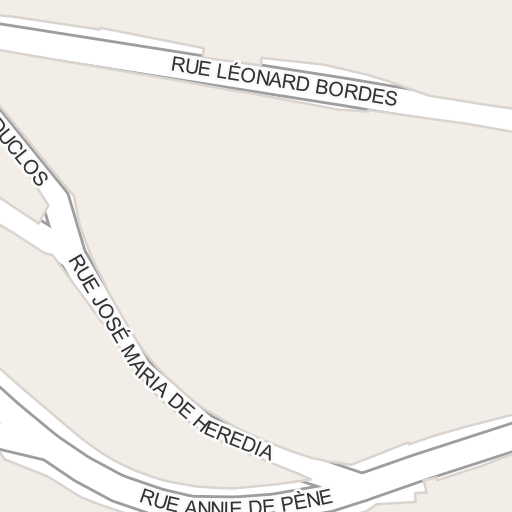 RUE LÉONARD BORDES
DUCLOS
RUE JOSÉ MARIA DE HEREDIA
RUE ANNIE DE PÈNE